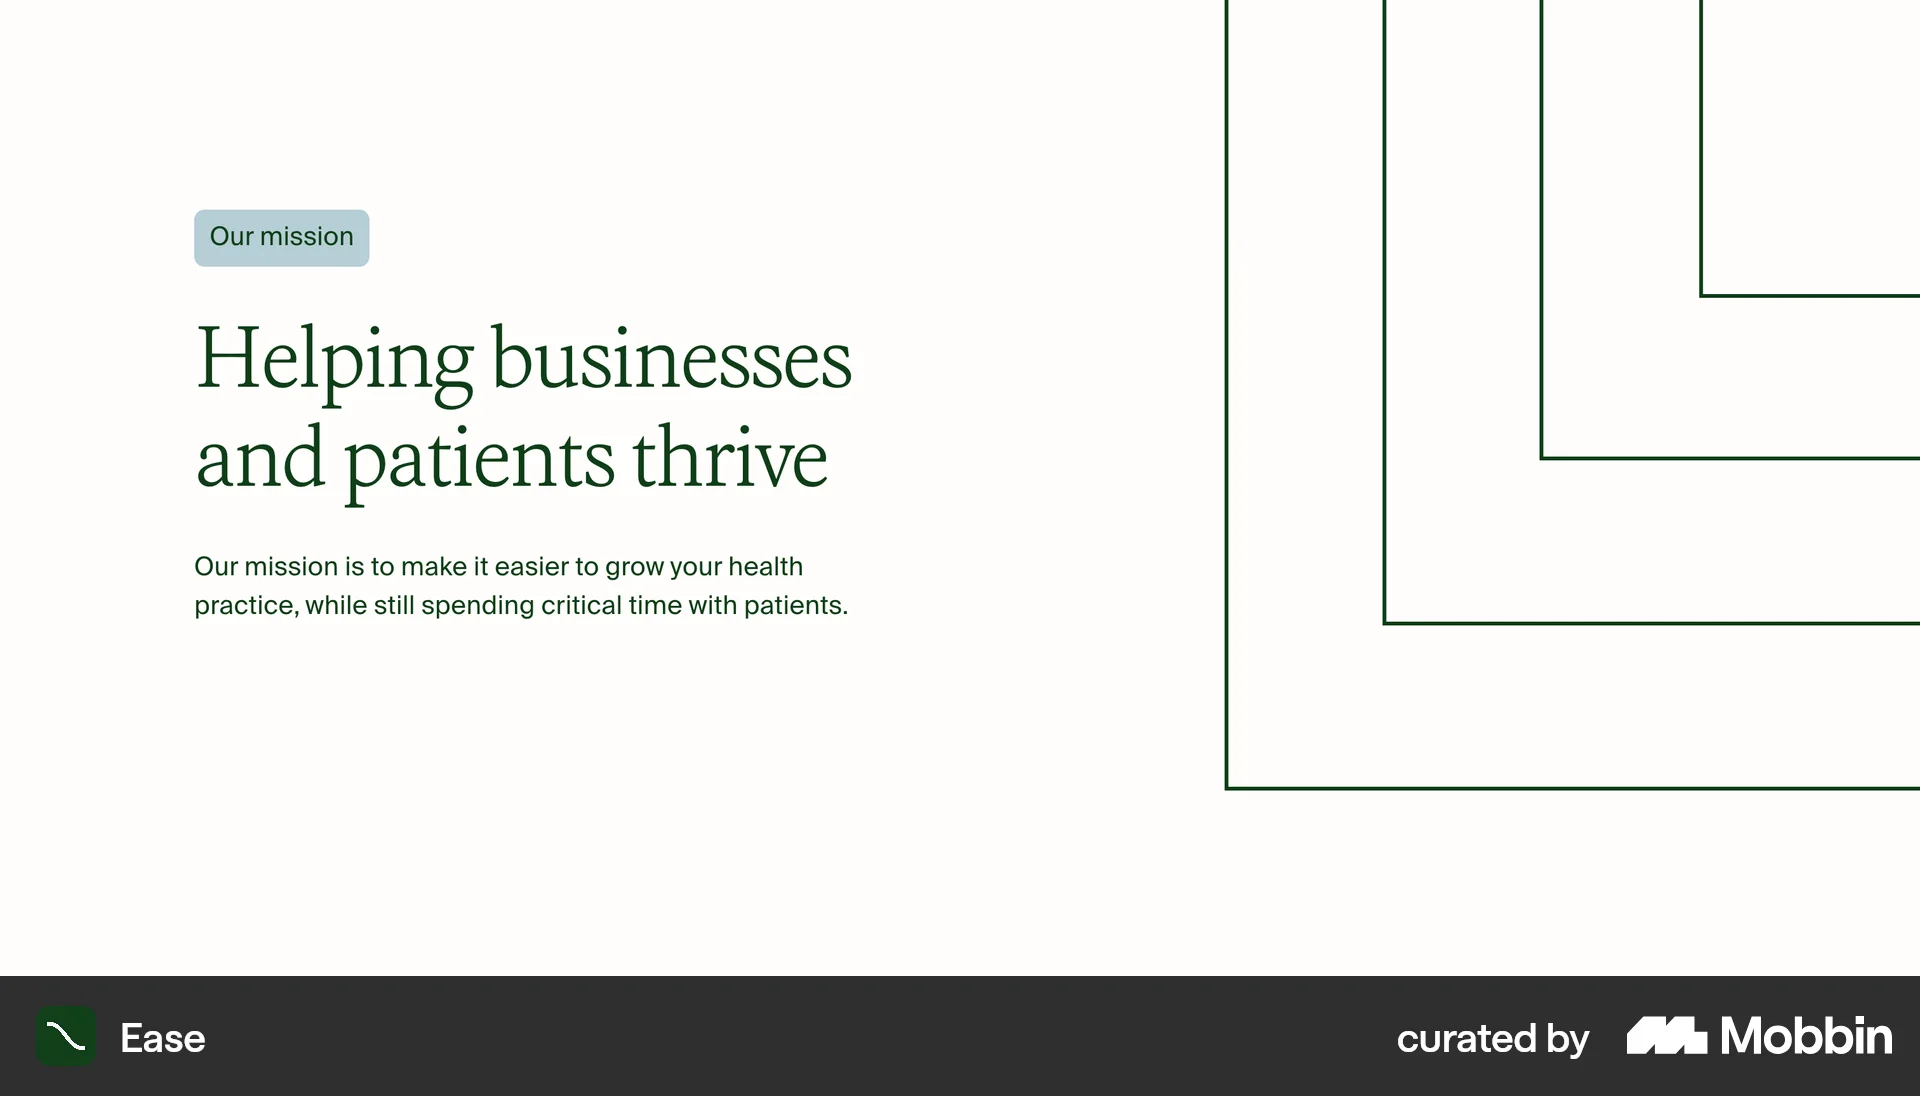 Our mission
Helping businesses
and patients thrive
Our mission is to make it easier to grow your health
practice, while still spending critical time with patients.
Ease
curated by
Mobbin